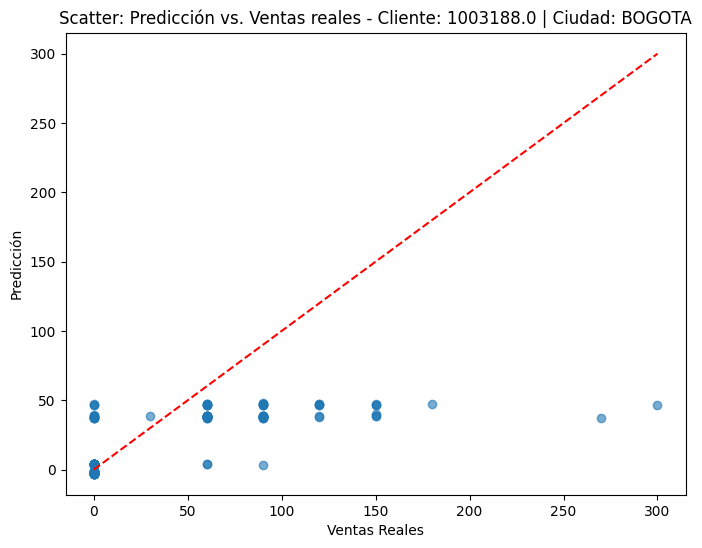 Scatter: Predicción vs. Ventas reales - Cliente: 1003188.0 | Ciudad: BOGOTA
300
250
200
150
100
50
0
Predicción
0 50 100 150 200 250 300
Ventas Reales